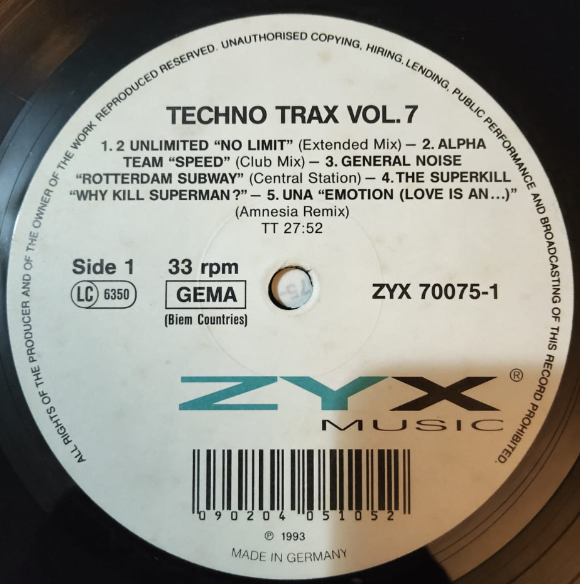 ALL RIGHTS OF THE PRODUCER AND OF THE OWNER OF THE WORK REPRODUCED RESERVED. UNAUTHORISED COPYING, HIRING, LENDING, PUBLIC PERFORMANCE AND BROADCASTING OF THIS RECORD PROHIBITED.
TECHNO TRAX VOL. 7
1. 2 UNLIMITED “NO LIMIT” (Extended Mix) – 2. ALPHA
TEAM “SPEED” (Club Mix) – 3. GENERAL NOISE
“ROTTERDAM SUBWAY” (Central Station) – 4. THE SUPERKILL
“WHY KILL SUPERMAN?” – 5. UNA “EMOTION (LOVE IS AN...)”
(Amnesia Remix)
TT 27:52
Side 1 33 rpm
LC 6350 GEMA ZYX 70075-1
(Biem Countries)
ZYX ®
MUSIC
090204 051052
℗ 1993
MADE IN GERMANY